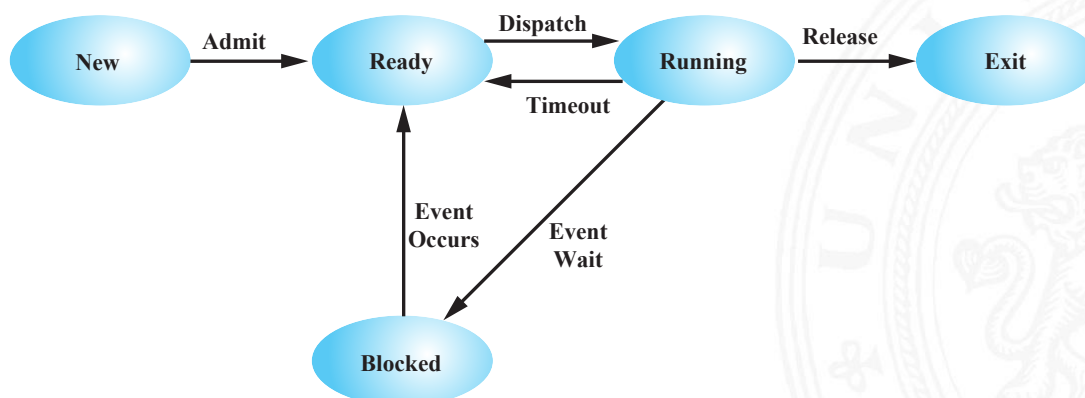 New
Admit
Ready
Dispatch
Timeout
Running
Release
Exit
Event
Occurs
Event
Wait
Blocked
U N I